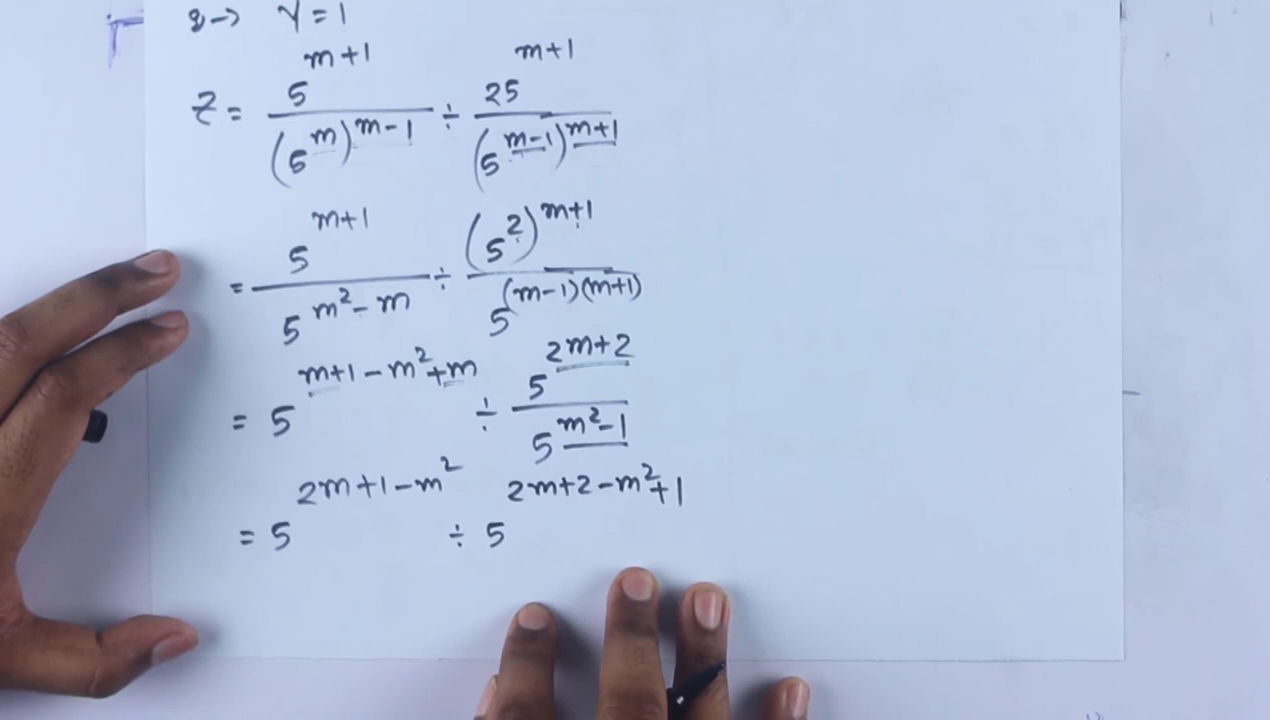 2→ Y = 1
Z = 5^(m+1) / (5^m)^(m-1) ÷ 25^(m+1) / (5^(m-1))^(m+1)
= 5^(m+1) / 5^(m²-m) ÷ (5²)^(m+1) / 5^((m-1)(m+1))
= 5^(m+1-m²+m) ÷ 5^(2m+2) / 5^(m²-1)
= 5^(2m+1-m²) ÷ 5^(2m+2-m²+1)